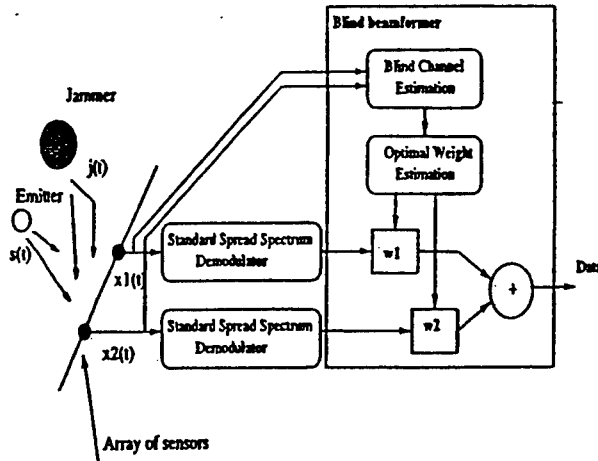 Blind beamformer
Blind Channel
Estimation
Jammer
j(t)
Optimal Weight
Estimation
Emitter
s(t)
Standard Spread Spectrum
Demodulator
w1
x1(t)
+
Data
Standard Spread Spectrum
Demodulator
w2
x2(t)
Array of sensors